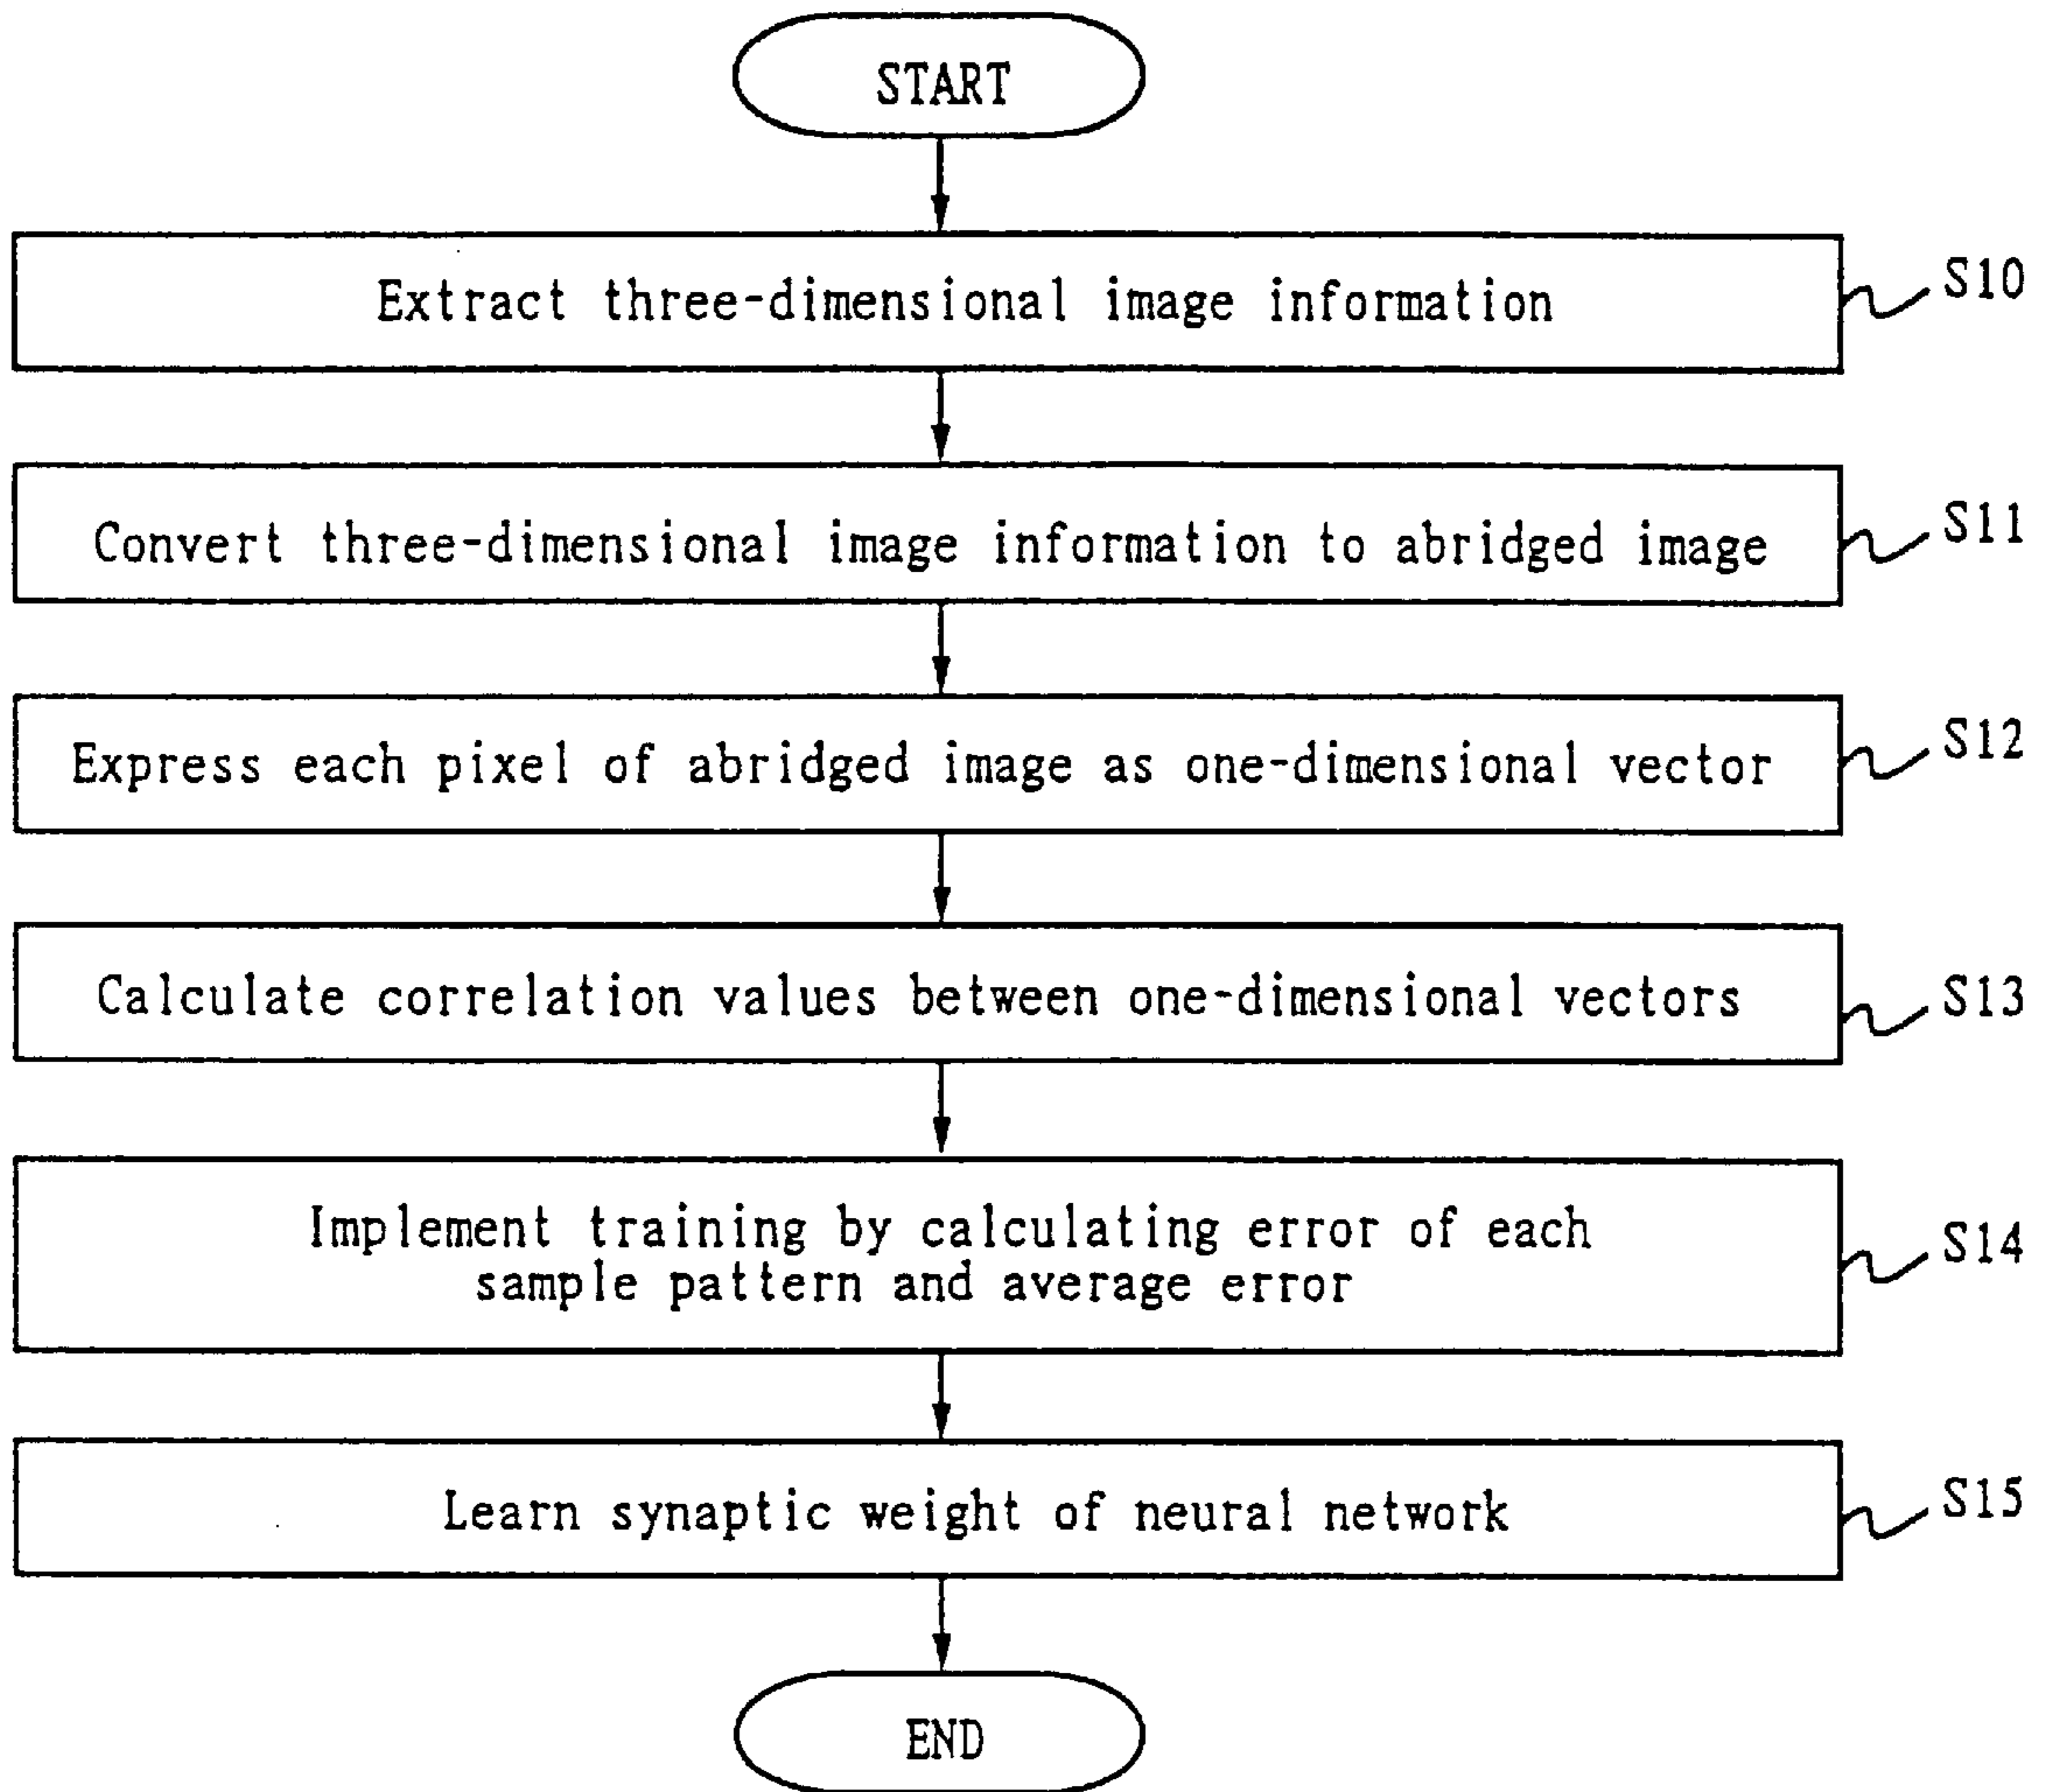 START
Extract three-dimensional image information
S10
Convert three-dimensional image information to abridged image
S11
Express each pixel of abridged image as one-dimensional vector
S12
Calculate correlation values between one-dimensional vectors
S13
Implement training by calculating error of each
sample pattern and average error
S14
Learn synaptic weight of neural network
S15
END